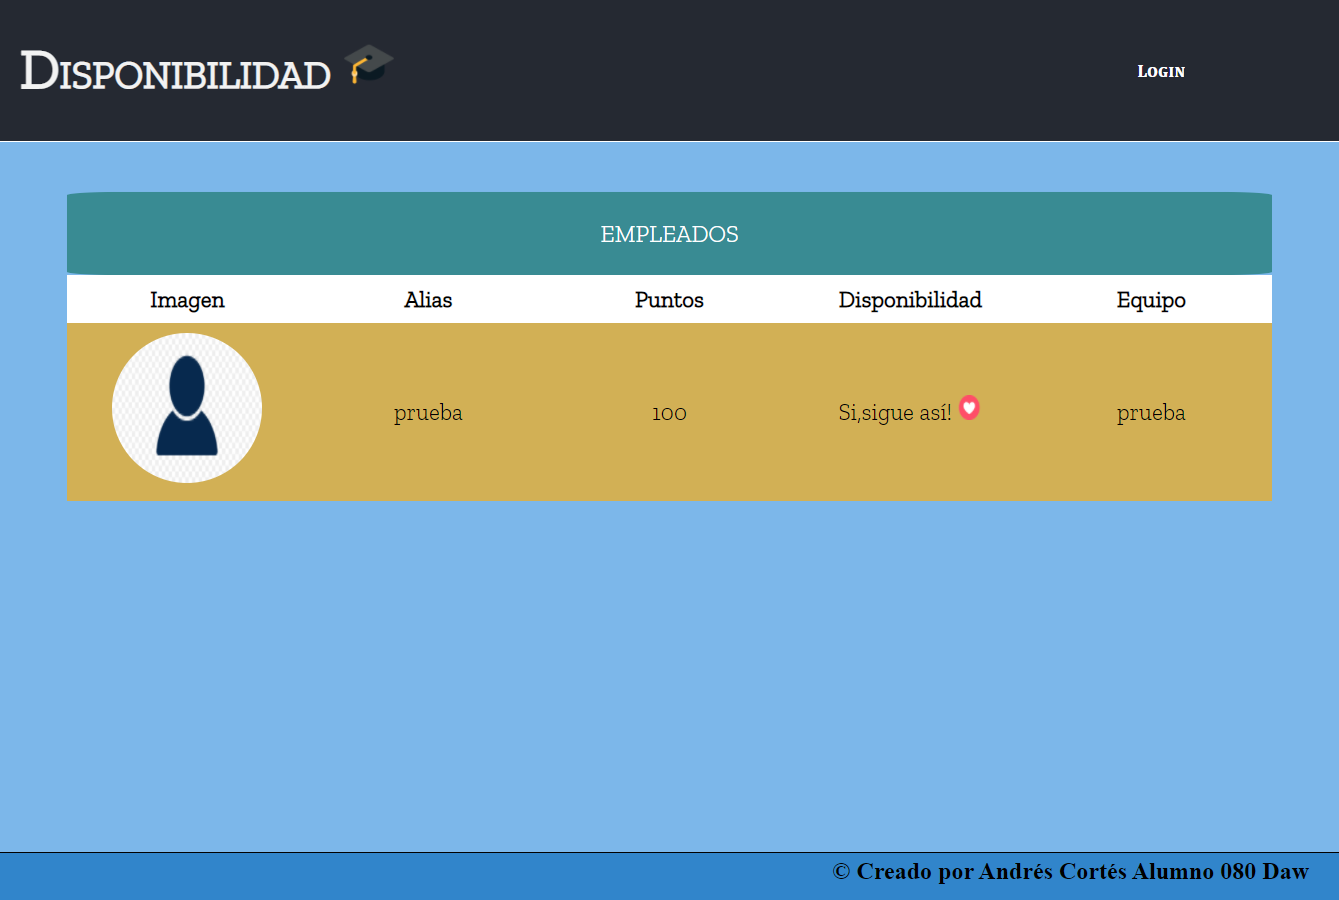 Disponibilidad
Login
EMPLEADOS
Imagen Alias Puntos Disponibilidad Equipo
prueba 100 Si,sigue así! prueba
© Creado por Andrés Cortés Alumno 080 Daw